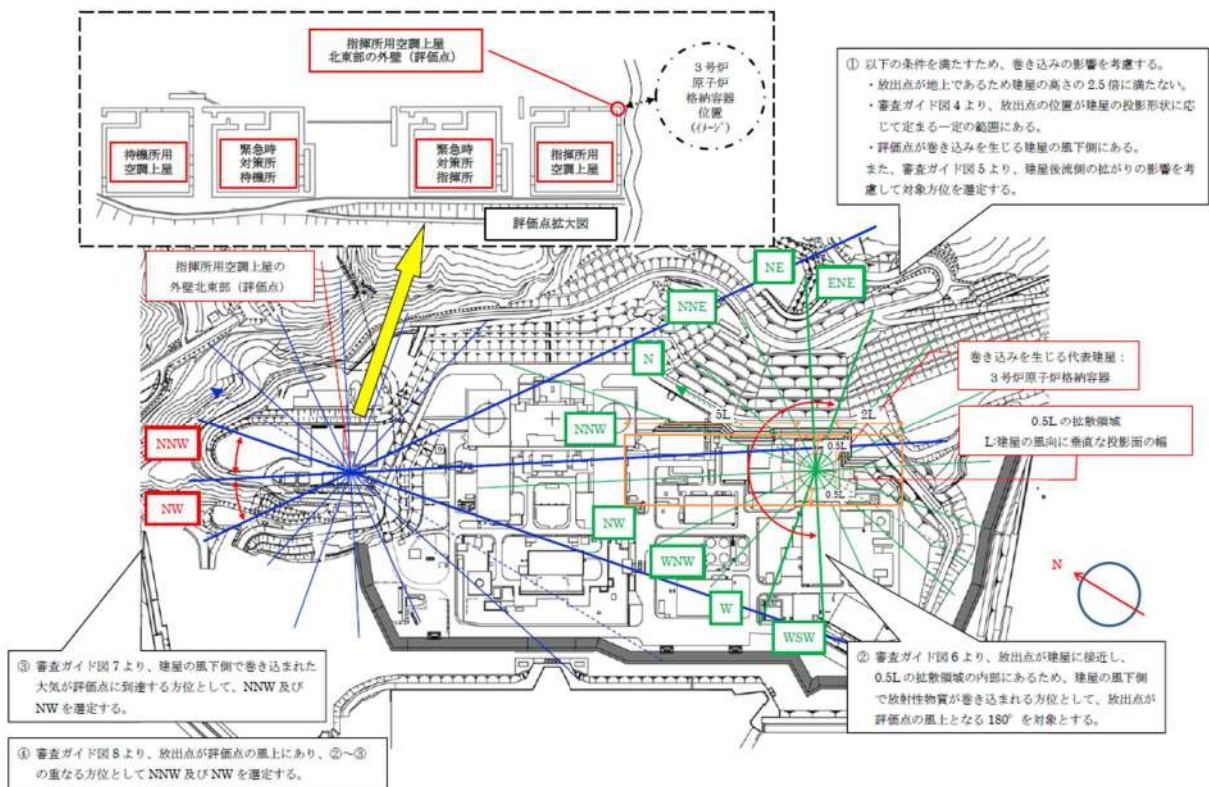 指揮所用空調上屋
北東部の外壁（評価点）
３号炉
原子炉
格納容器
位置
(イメージ)
待機所用
空調上屋
緊急時
対策所
待機所
緊急時
対策所
指揮所
指揮所用
空調上屋
評価点拡大図
① 以下の条件を満たすため、巻き込みの影響を考慮する。
・放出点が地上であるため建屋の高さの 2.5 倍に満たない。
・審査ガイド図４より、放出点の位置が建屋の投影形状に応
じて定まる一定の範囲にある。
・評価点が巻き込みを生じる建屋の風下側にある。
また、審査ガイド図５より、建屋後流側の拡がりの影響を考
慮して対象方位を選定する。
指揮所用空調上屋の
外壁北東部（評価点）
NE
ENE
NNE
N
巻き込みを生じる代表建屋：
３号炉原子炉格納容器
5L
2L
NNW
0.5L
0.5L の拡散領域
L:建屋の風向に垂直な投影面の幅
NNW
NW
0.5L
NW
WNW
W
WSW
N
② 審査ガイド図６より、放出点が建屋に接近し、
0.5L の拡散領域の内部にあるため、建屋の風下側
で放射性物質が巻き込まれる方位として、放出点が
評価点の風上となる 180° を対象とする。
③ 審査ガイド図７より、建屋の風下側で巻き込まれた
大気が評価点に到達する方位として、NNW 及び
NW を選定する。
④ 審査ガイド図８より、放出点が評価点の風上にあり、②～③
の重なる方位として NNW 及び NW を選定する。